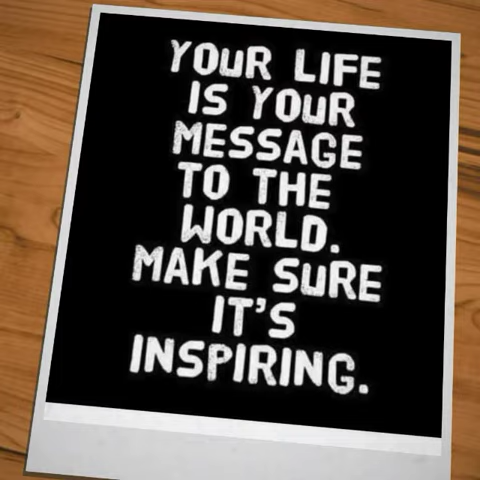 YOUR LIFE
IS YOUR
MESSAGE
TO THE
WORLD.
MAKE SURE
IT'S
INSPIRING.